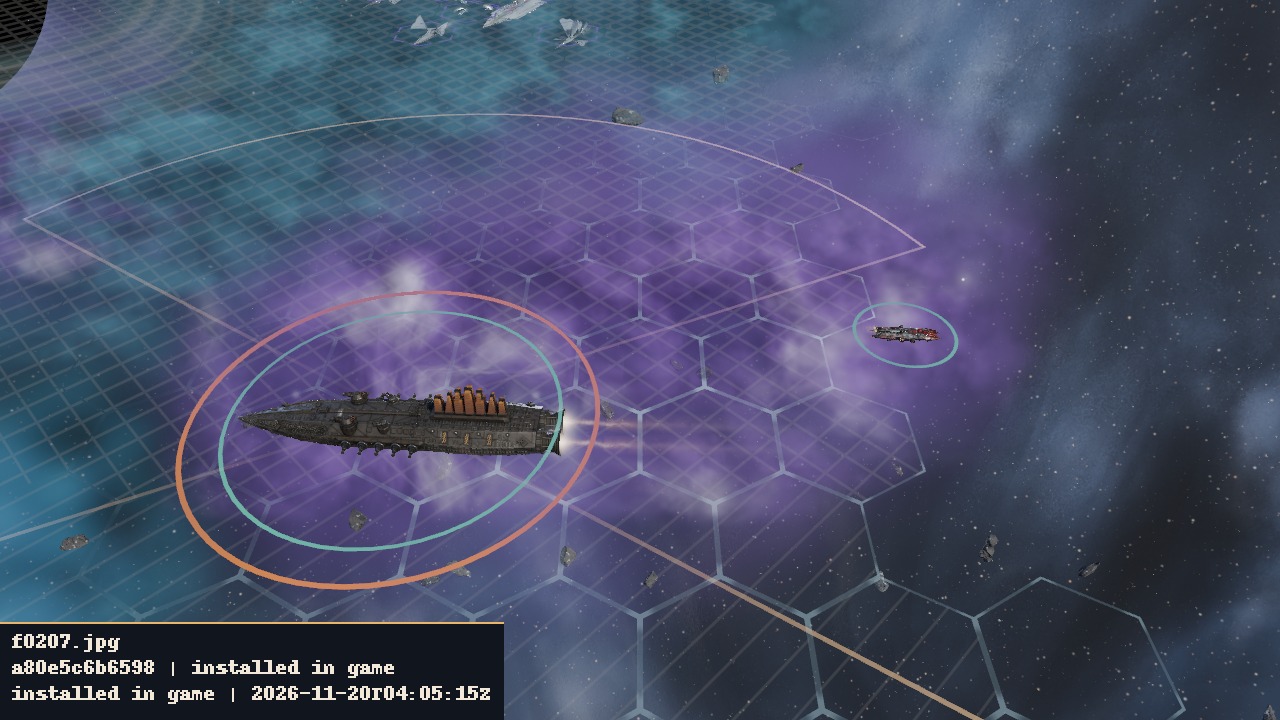 f0207.jpg
a80e5c6b6598 | installed in game
installed in game | 2026-11-20T04:05:15Z